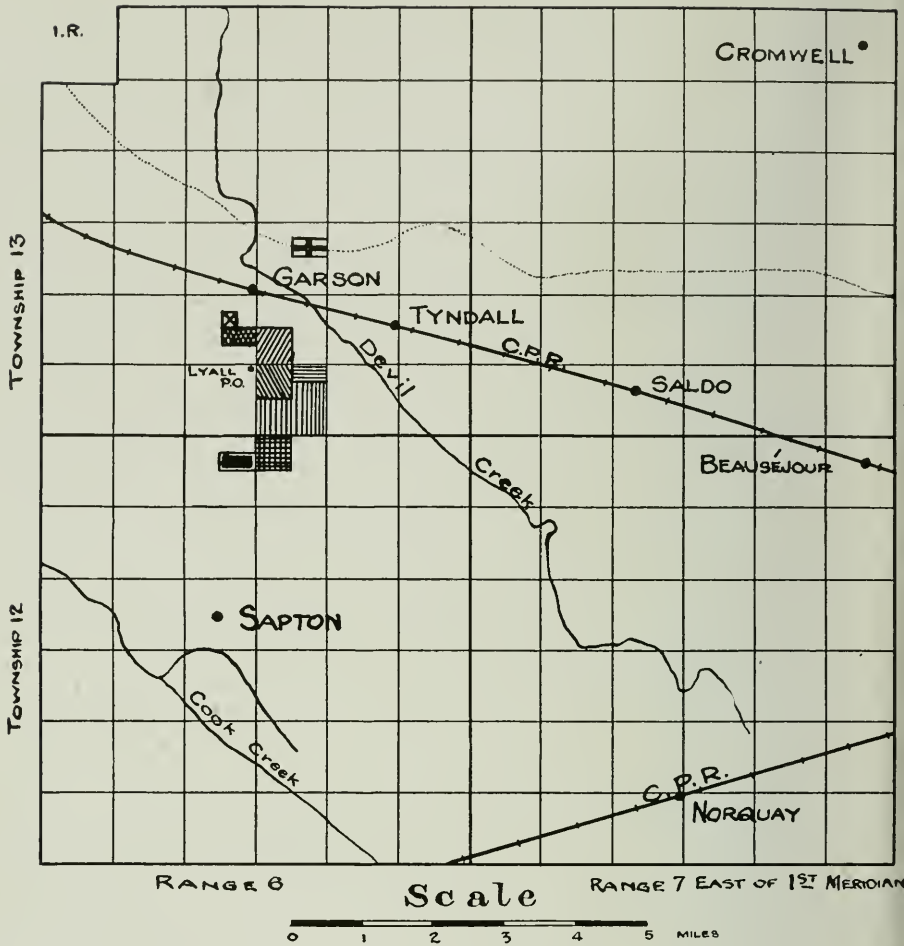 I.R.
CROMWELL
TOWNSHIP 13
GARSON
TYNDALL
C.P.R.
LYALL
P.O.
Devil
SALDO
BEAUSÉJOUR
Creek
TOWNSHIP 12
SAPTON
Cook Creek
C.P.R.
NORQUAY
RANGE 6
RANGE 7 EAST OF 1ST MERIDIAN
Scale
0 1 2 3 4 5 MILES